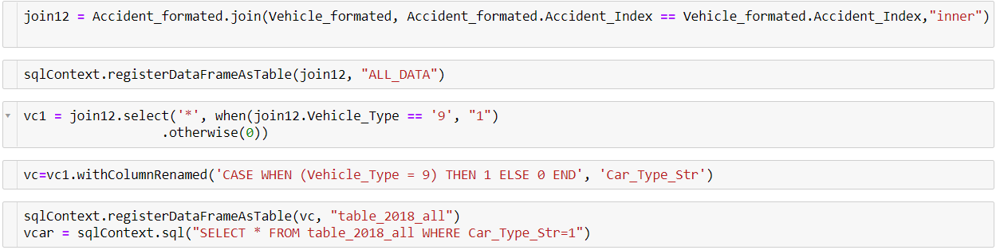 join12 = Accident_formated.join(Vehicle_formated, Accident_formated.Accident_Index == Vehicle_formated.Accident_Index,"inner")
sqlContext.registerDataFrameAsTable(join12, "ALL_DATA")
vc1 = join12.select('*', when(join12.Vehicle_Type == '9', "1")
.otherwise(0))
vc=vc1.withColumnRenamed('CASE WHEN (Vehicle_Type = 9) THEN 1 ELSE 0 END', 'Car_Type_Str')
sqlContext.registerDataFrameAsTable(vc, "table_2018_all")
vcar = sqlContext.sql("SELECT * FROM table_2018_all WHERE Car_Type_Str=1")